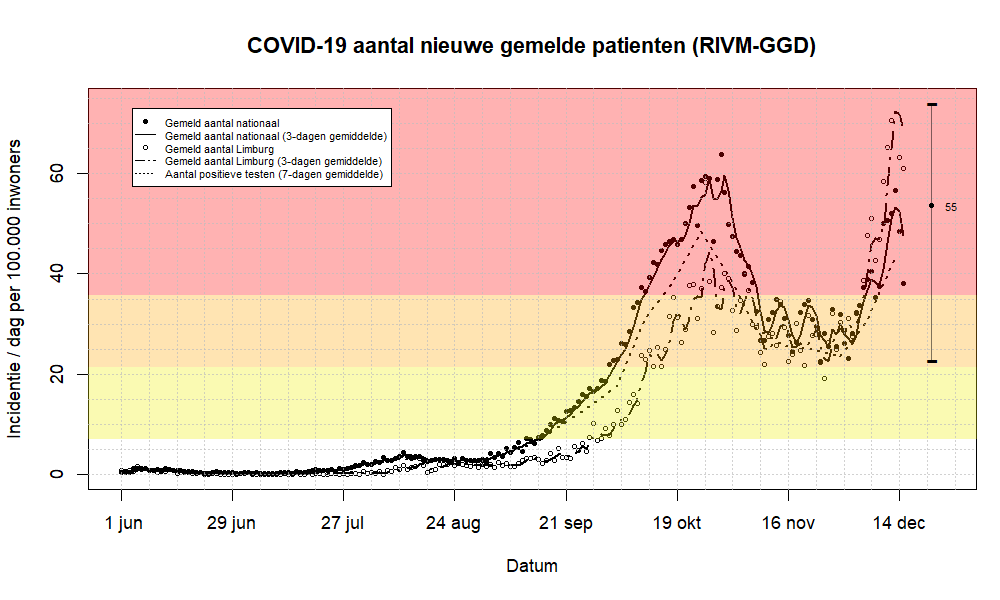 COVID-19 aantal nieuwe gemelde patienten (RIVM-GGD)
Gemeld aantal nationaal
Gemeld aantal nationaal (3-dagen gemiddelde)
Gemeld aantal Limburg
Gemeld aantal Limburg (3-dagen gemiddelde)
Aantal positieve testen (7-dagen gemiddelde)
Incidentie / dag per 100.000 inwoners
60
40
20
0
55
1 jun 29 jun 27 jul 24 aug 21 sep 19 okt 16 nov 14 dec
Datum